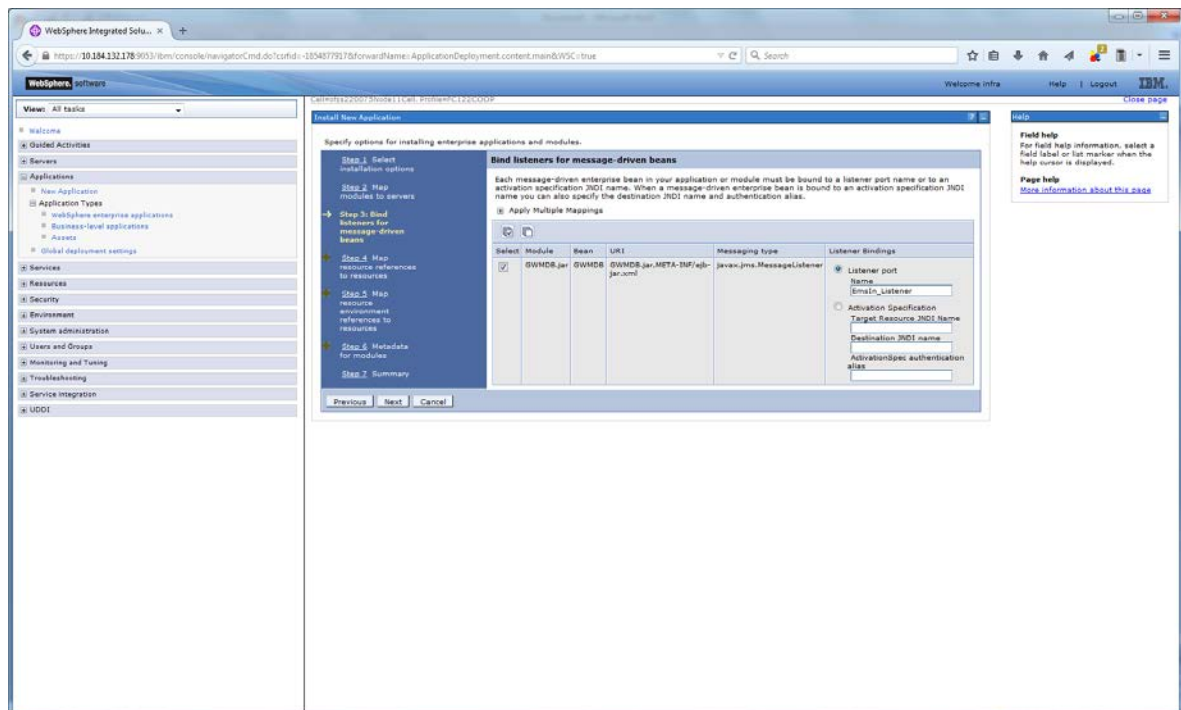 WebSphere Integrated Solu... × +
https://10.184.132.178:9053/ibm/console/navigatorCmd.do?csrfid=-1854877917&forwardName=ApplicationDeployment.content.main&WSC=true
Search
2
WebSphere. software
Welcome infra Help | Logout IBM.
View: All tasks
Welcome
Guided Activities
Servers
Applications
New Application
Application Types
WebSphere enterprise applications
Business-level applications
Assets
Global deployment settings
Services
Resources
Security
Environment
System administration
Users and Groups
Monitoring and Tuning
Troubleshooting
Service integration
UDDI
Close page
Install New Application
Specify options for installing enterprise applications and modules.
Step 1 Select
installation options
Step 2 Map
modules to servers
Step 3: Bind
listeners for
message-driven
beans
Step 4 Map
resource references
to resources
Step 5 Map
resource
environment
references to
resources
Step 6 Metadata
for modules
Step 7 Summary
Bind listeners for message-driven beans
Each message-driven enterprise bean in your application or module must be bound to a listener port name or to an
activation specification JNDI name. When a message-driven enterprise bean is bound to an activation specification JNDI
name you can also specify the destination JNDI name and authentication alias.
Apply Multiple Mappings
Select Module Bean URI Messaging type Listener Bindings
GWMDB.jar GWMDB GWMDB.jar,META-INF/ejb-
jar.xml
javax.jms.MessageListener
Listener port
Name
EmsIn_Listener
Activation Specification
Target Resource JNDI Name
Destination JNDI name
ActivationSpec authentication
alias
Previous Next Cancel
Help
Field help
For field help information, select a
field label or list marker when the
help cursor is displayed.
Page help
More information about this page